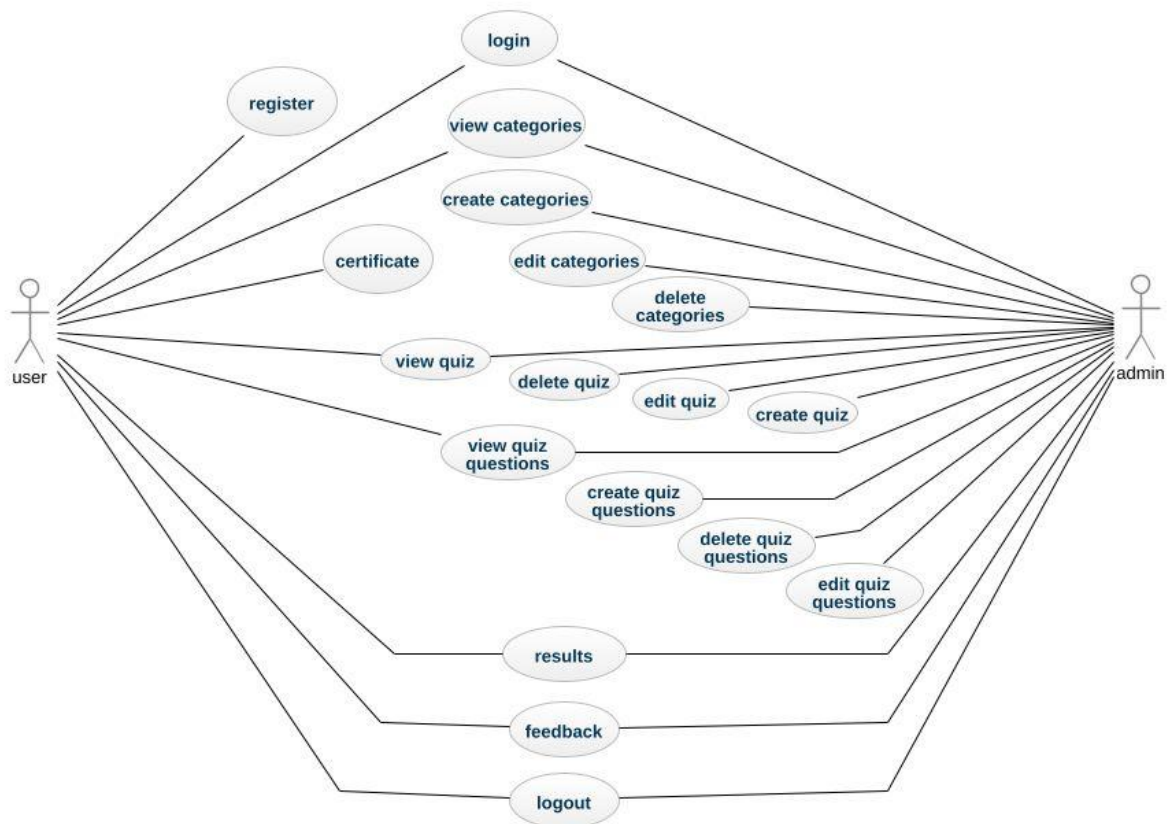 login
register
view categories
create categories
certificate
edit categories
delete
categories
view quiz
user
admin
delete quiz
edit quiz
create quiz
view quiz
questions
create quiz
questions
delete quiz
questions
edit quiz
questions
results
feedback
logout